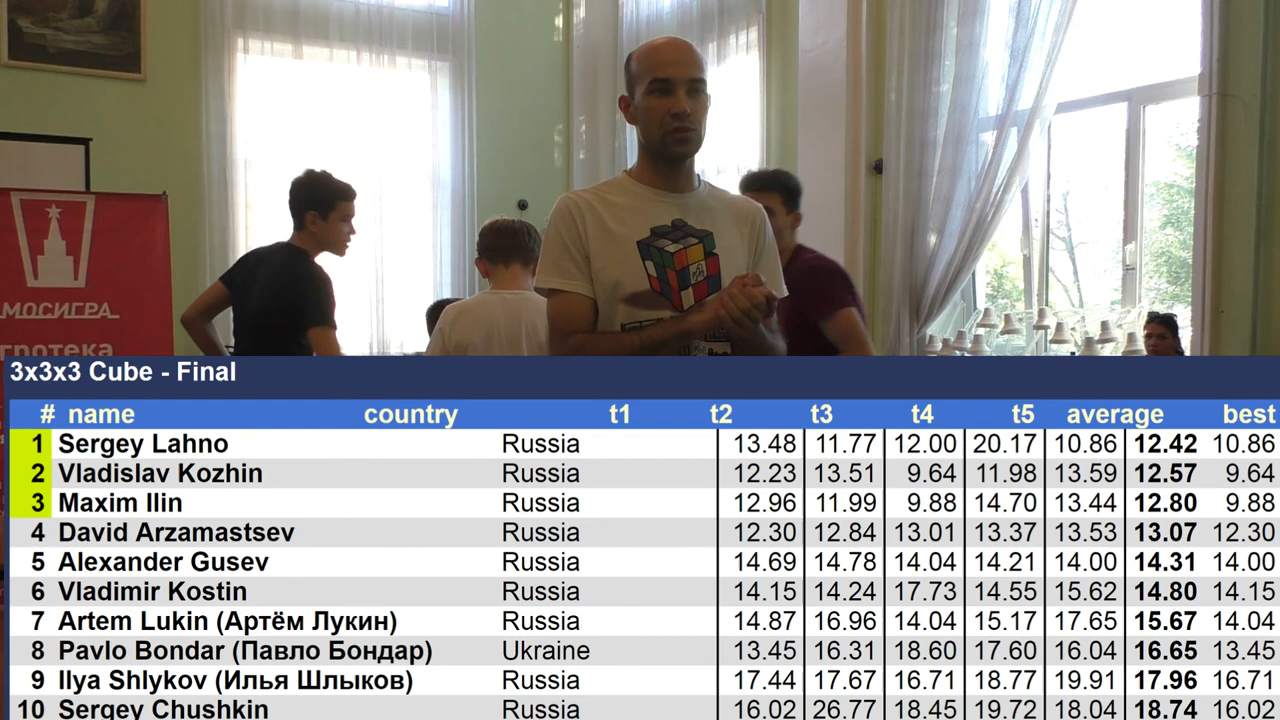 МОСИГРА
гротека
3x3x3 Cube - Final
# name country t1 t2 t3 t4 t5 average best
1 Sergey Lahno Russia 13.48 11.77 12.00 20.17 10.86 12.42 10.86
2 Vladislav Kozhin Russia 12.23 13.51 9.64 11.98 13.59 12.57 9.64
3 Maxim Ilin Russia 12.96 11.99 9.88 14.70 13.44 12.80 9.88
4 David Arzamastsev Russia 12.30 12.84 13.01 13.37 13.53 13.07 12.30
5 Alexander Gusev Russia 14.69 14.78 14.04 14.21 14.00 14.31 14.00
6 Vladimir Kostin Russia 14.15 14.24 17.73 14.55 15.62 14.80 14.15
7 Artem Lukin (Артём Лукин) Russia 14.87 16.96 14.04 15.17 17.65 15.67 14.04
8 Pavlo Bondar (Павло Бондар) Ukraine 13.45 16.31 18.60 17.60 16.04 16.65 13.45
9 Ilya Shlykov (Илья Шлыков) Russia 17.44 17.67 16.71 18.77 19.91 17.96 16.71
10 Sergey Chushkin Russia 16.02 26.77 18.45 19.72 18.04 18.74 16.02